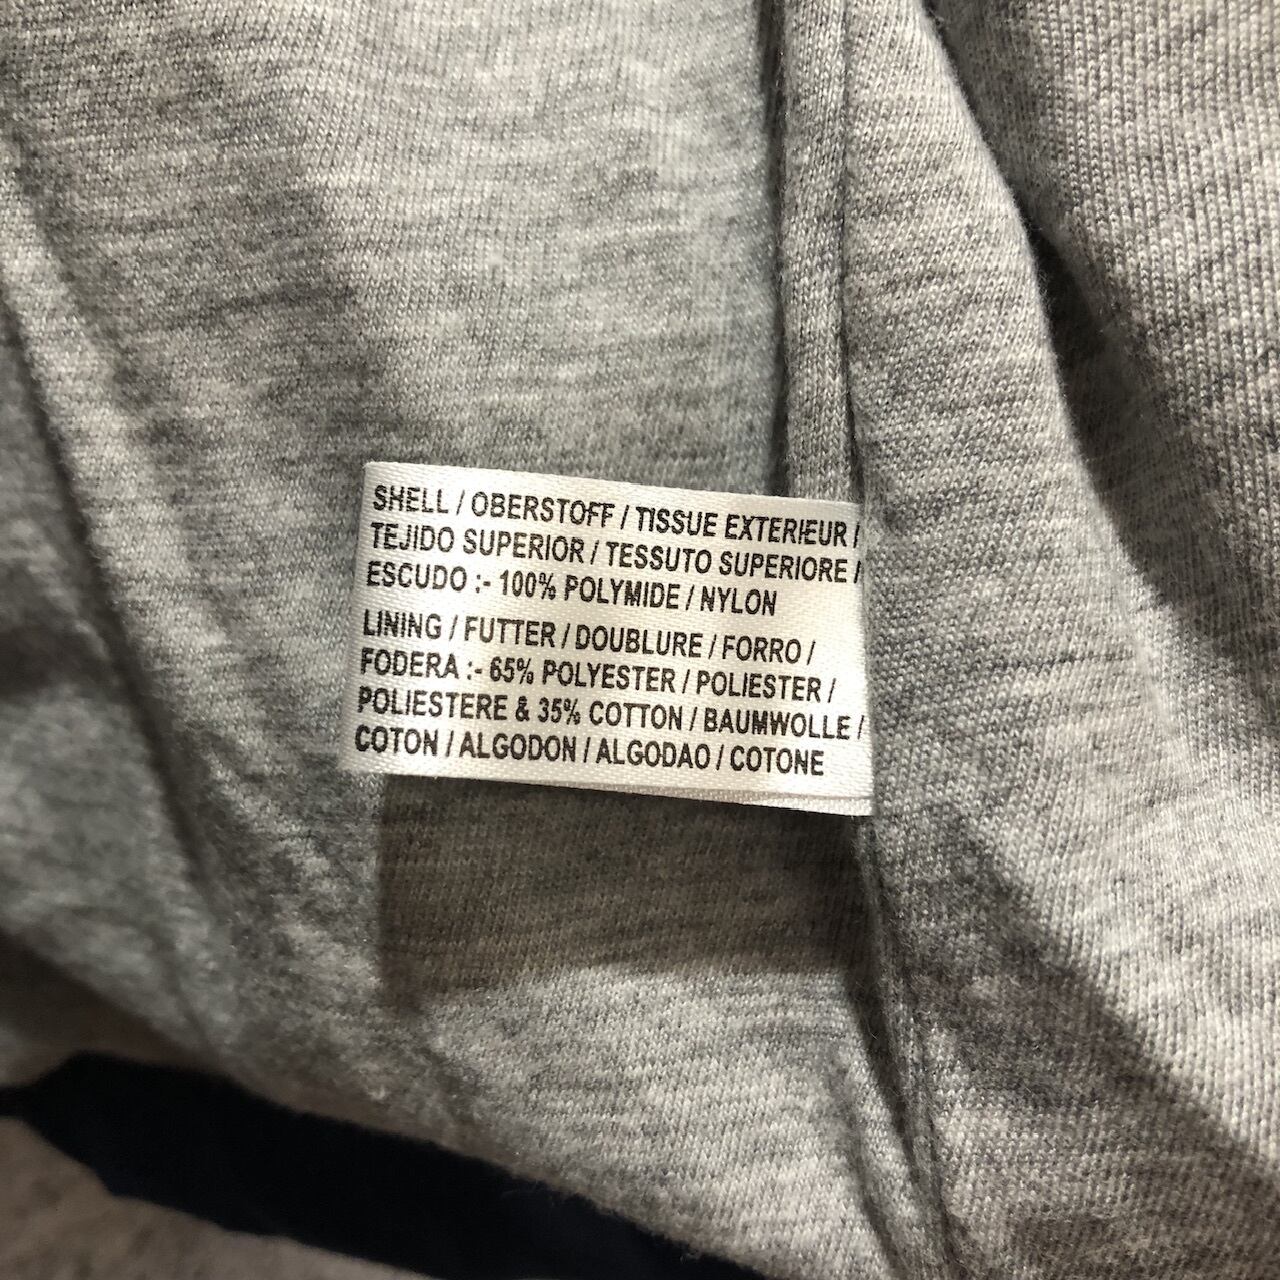 SHELL / OBERSTOFF / TISSUE EXTERIEUR /
TEJIDO SUPERIOR / TESSUTO SUPERIORE /
ESCUDO :- 100% POLYMIDE / NYLON
LINING / FUTTER / DOUBLURE / FORRO /
FODERA :- 65% POLYESTER / POLIESTER /
POLIESTERE & 35% COTTON / BAUMWOLLE /
COTON / ALGODON / ALGODAO / COTONE